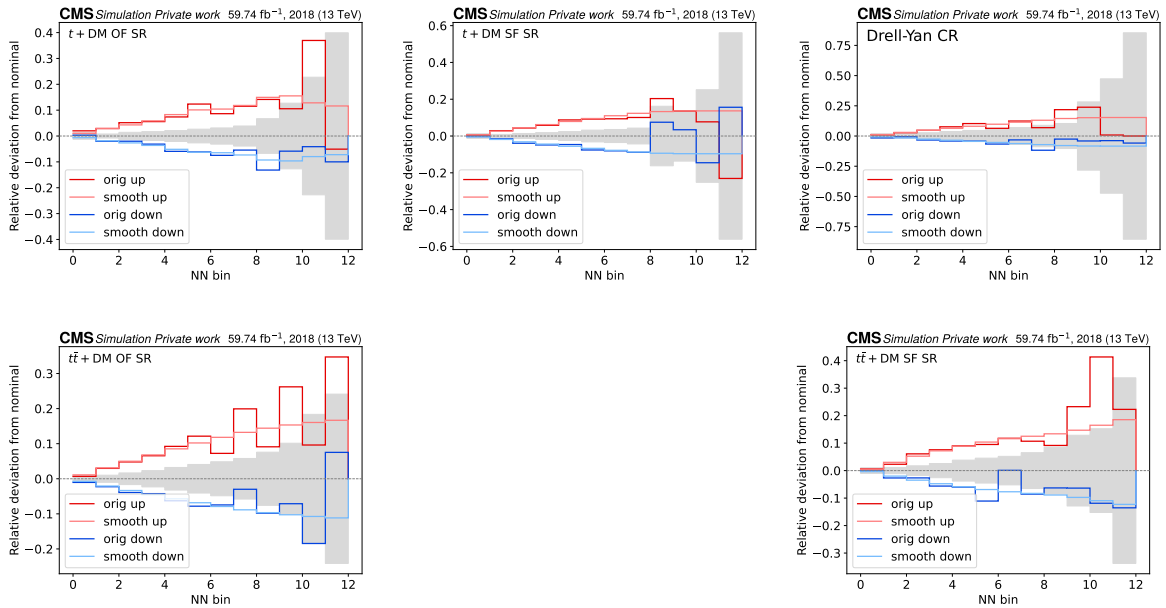 CMS Simulation Private work 59.74 fb⁻¹, 2018 (13 TeV)
t + DM OF SR
Relative deviation from nominal
0.4
0.3
0.2
0.1
0.0
−0.1
−0.2
−0.3
−0.4
orig up
smooth up
orig down
smooth down
0 2 4 6 8 10 12
NN bin
CMS Simulation Private work 59.74 fb⁻¹, 2018 (13 TeV)
t + DM SF SR
Relative deviation from nominal
0.6
0.4
0.2
0.0
−0.2
−0.4
−0.6
orig up
smooth up
orig down
smooth down
0 2 4 6 8 10 12
NN bin
CMS Simulation Private work 59.74 fb⁻¹, 2018 (13 TeV)
Drell-Yan CR
Relative deviation from nominal
0.75
0.50
0.25
0.00
−0.25
−0.50
−0.75
orig up
smooth up
orig down
smooth down
0 2 4 6 8 10 12
NN bin
CMS Simulation Private work 59.74 fb⁻¹, 2018 (13 TeV)
tt̄ + DM OF SR
Relative deviation from nominal
0.3
0.2
0.1
0.0
−0.1
−0.2
orig up
smooth up
orig down
smooth down
0 2 4 6 8 10 12
NN bin
CMS Simulation Private work 59.74 fb⁻¹, 2018 (13 TeV)
tt̄ + DM SF SR
Relative deviation from nominal
0.4
0.3
0.2
0.1
0.0
−0.1
−0.2
−0.3
orig up
smooth up
orig down
smooth down
0 2 4 6 8 10 12
NN bin